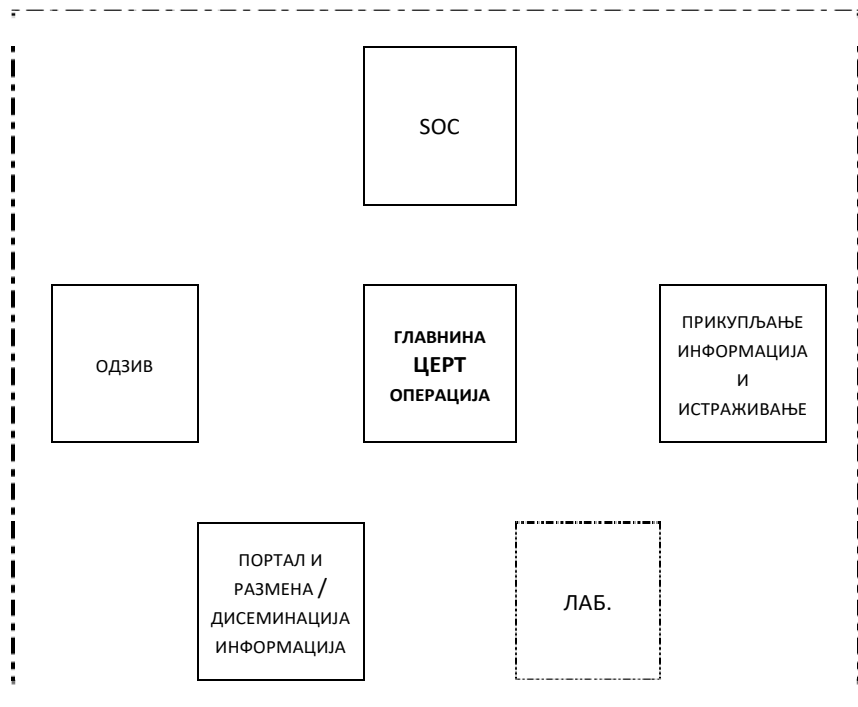 SOC
ОДЗИВ
ГЛАВНИНА
ЦЕРТ
ОПЕРАЦИЈА
ПРИКУПЉАЊЕ
ИНФОРМАЦИЈА
И
ИСТРАЖИВАЊЕ
ПОРТАЛ И
РАЗМЕНА /
ДИСЕМИНАЦИЈА
ИНФОРМАЦИЈА
ЛАБ.